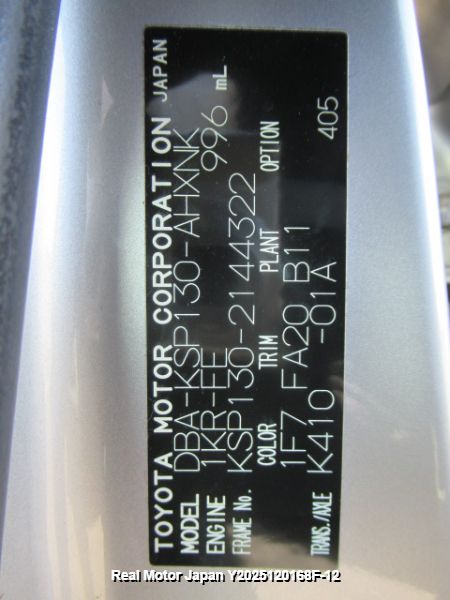 TOYOTA MOTOR CORPORATION JAPAN
MODEL DBA-KSP130-AHXNK
ENGINE 1KR-FE 996 mL
FRAME No. KSP130-2144322
COLOR TRIM PLANT OPTION
1F7 FA20 B11
TRANS./AXLE K410 -01A 405
Real Motor Japan Y2025120168F-12